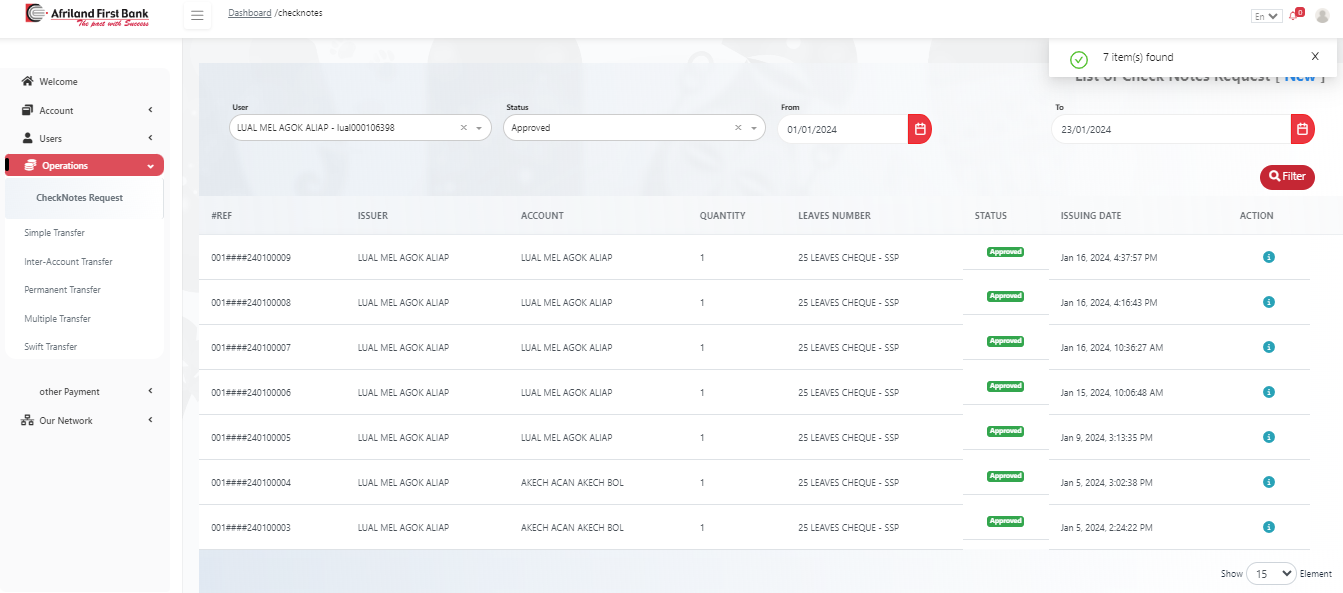 Afriland First Bank
The pact with Success
Dashboard /checknotes
En
0
7 item(s) found
X
List of Check Notes Request [ New ]
Welcome
Account
Users
Operations
CheckNotes Request
Simple Transfer
Inter-Account Transfer
Permanent Transfer
Multiple Transfer
Swift Transfer
other Payment
Our Network
User Status From To
LUAL MEL AGOK ALIAP - lual000106398 × Approved × 01/01/2024 23/01/2024
Filter
#REF ISSUER ACCOUNT QUANTITY LEAVES NUMBER STATUS ISSUING DATE ACTION
001####240100009 LUAL MEL AGOK ALIAP LUAL MEL AGOK ALIAP 1 25 LEAVES CHEQUE - SSP Approved Jan 16, 2024, 4:37:57 PM
001####240100008 LUAL MEL AGOK ALIAP LUAL MEL AGOK ALIAP 1 25 LEAVES CHEQUE - SSP Approved Jan 16, 2024, 4:16:43 PM
001####240100007 LUAL MEL AGOK ALIAP LUAL MEL AGOK ALIAP 1 25 LEAVES CHEQUE - SSP Approved Jan 16, 2024, 10:36:27 AM
001####240100006 LUAL MEL AGOK ALIAP LUAL MEL AGOK ALIAP 1 25 LEAVES CHEQUE - SSP Approved Jan 15, 2024, 10:06:48 AM
001####240100005 LUAL MEL AGOK ALIAP LUAL MEL AGOK ALIAP 1 25 LEAVES CHEQUE - SSP Approved Jan 9, 2024, 3:13:35 PM
001####240100004 LUAL MEL AGOK ALIAP AKECH ACAN AKECH BOL 1 25 LEAVES CHEQUE - SSP Approved Jan 5, 2024, 3:02:38 PM
001####240100003 LUAL MEL AGOK ALIAP AKECH ACAN AKECH BOL 1 25 LEAVES CHEQUE - SSP Approved Jan 5, 2024, 2:24:22 PM
Show 15 Element